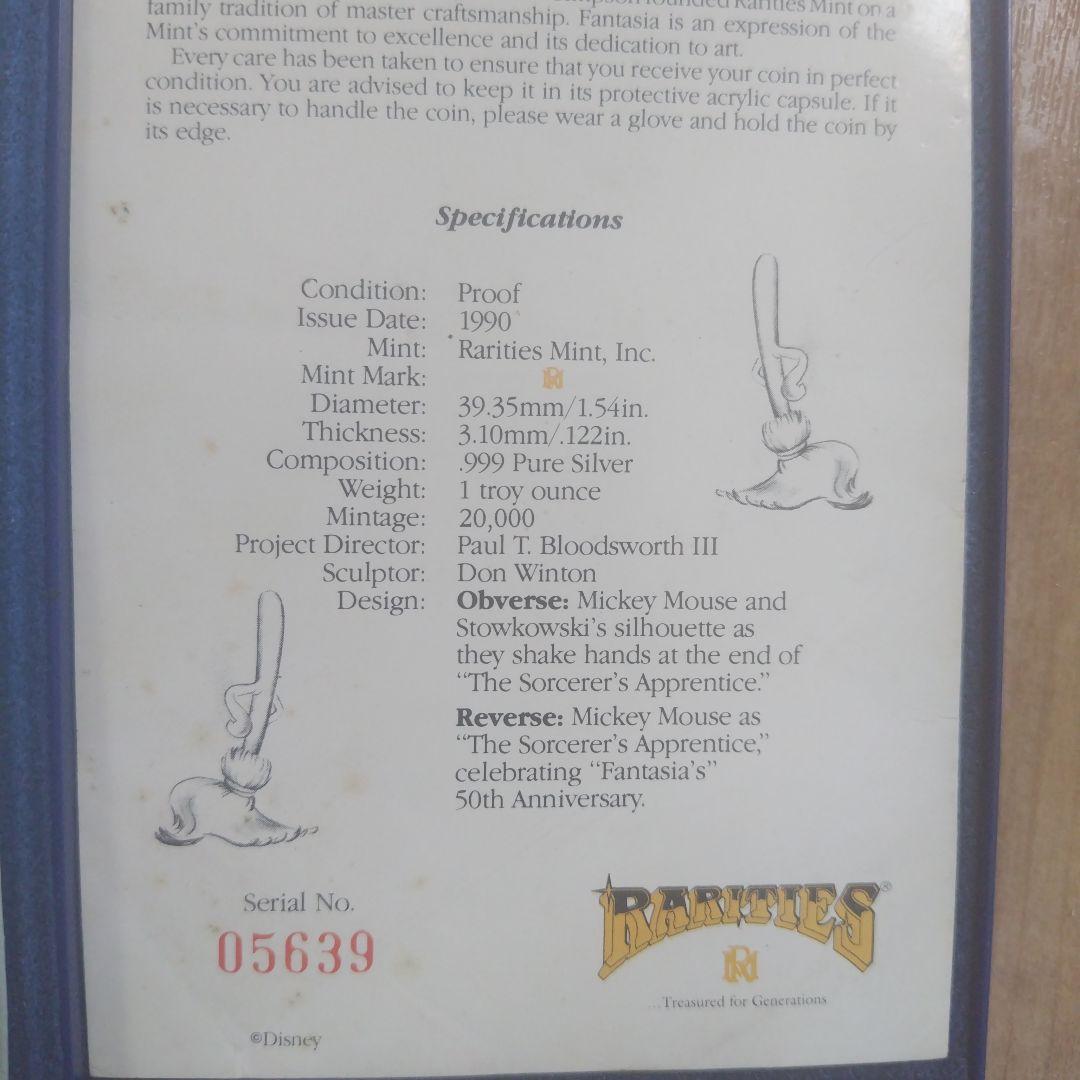 founded Rarities Mint on a
family tradition of master craftsmanship. Fantasia is an expression of the
Mint's commitment to excellence and its dedication to art.
Every care has been taken to ensure that you receive your coin in perfect
condition. You are advised to keep it in its protective acrylic capsule. If it
is necessary to handle the coin, please wear a glove and hold the coin by
its edge.
Specifications
Condition: Proof
Issue Date: 1990
Mint: Rarities Mint, Inc.
Mint Mark: RM
Diameter: 39.35mm/1.54in.
Thickness: 3.10mm/.122in.
Composition: .999 Pure Silver
Weight: 1 troy ounce
Mintage: 20,000
Project Director: Paul T. Bloodsworth III
Sculptor: Don Winton
Design: Obverse: Mickey Mouse and
Stowkowski's silhouette as
they shake hands at the end of
"The Sorcerer's Apprentice."
Reverse: Mickey Mouse as
"The Sorcerer's Apprentice,"
celebrating "Fantasia's"
50th Anniversary.
Serial No.
05639
©Disney
RARITIES®
RM
...Treasured for Generations